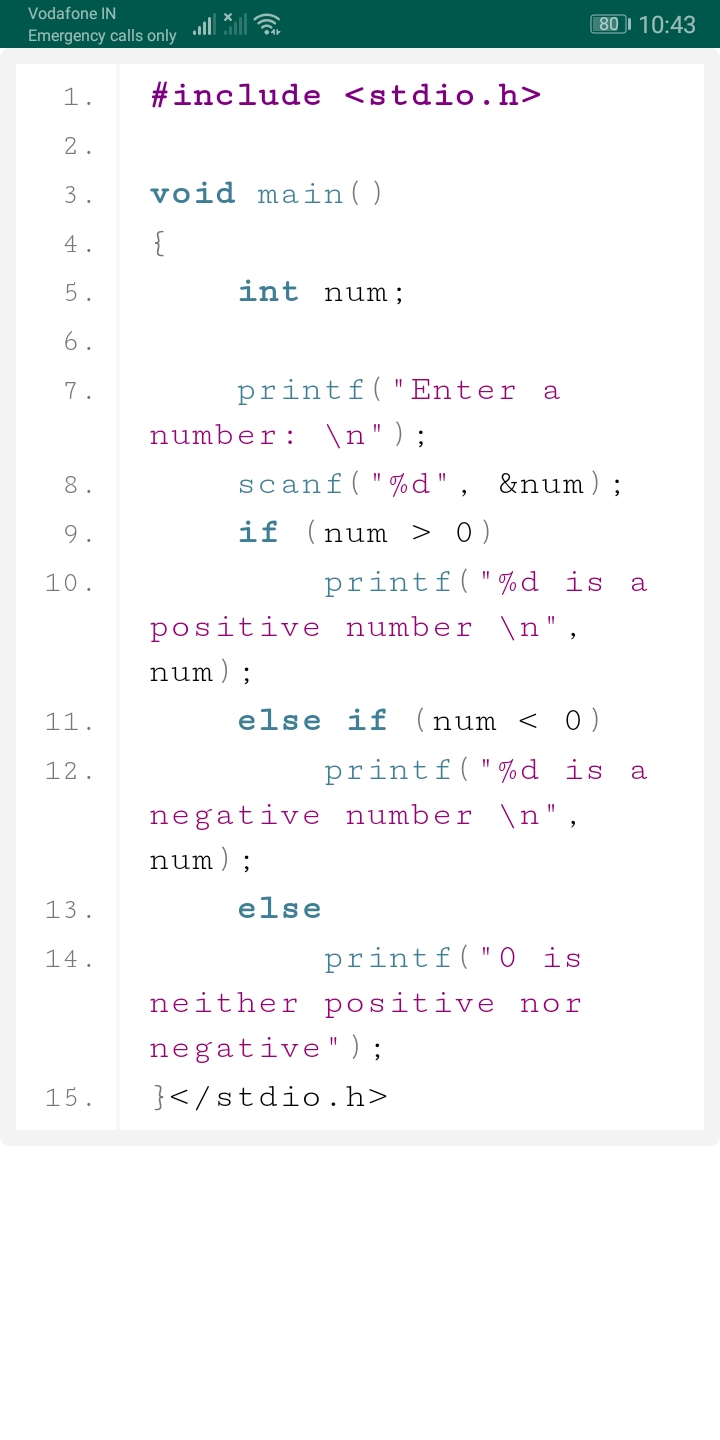 Vodafone IN
Emergency calls only
80 10:43
1. #include <stdio.h>
2.
3. void main()
4. {
5. int num;
6.
7. printf("Enter a
number: \n");
8. scanf("%d", &num);
9. if (num > 0)
10. printf("%d is a
positive number \n",
num);
11. else if (num < 0)
12. printf("%d is a
negative number \n",
num);
13. else
14. printf("0 is
neither positive nor
negative");
15. }</stdio.h>